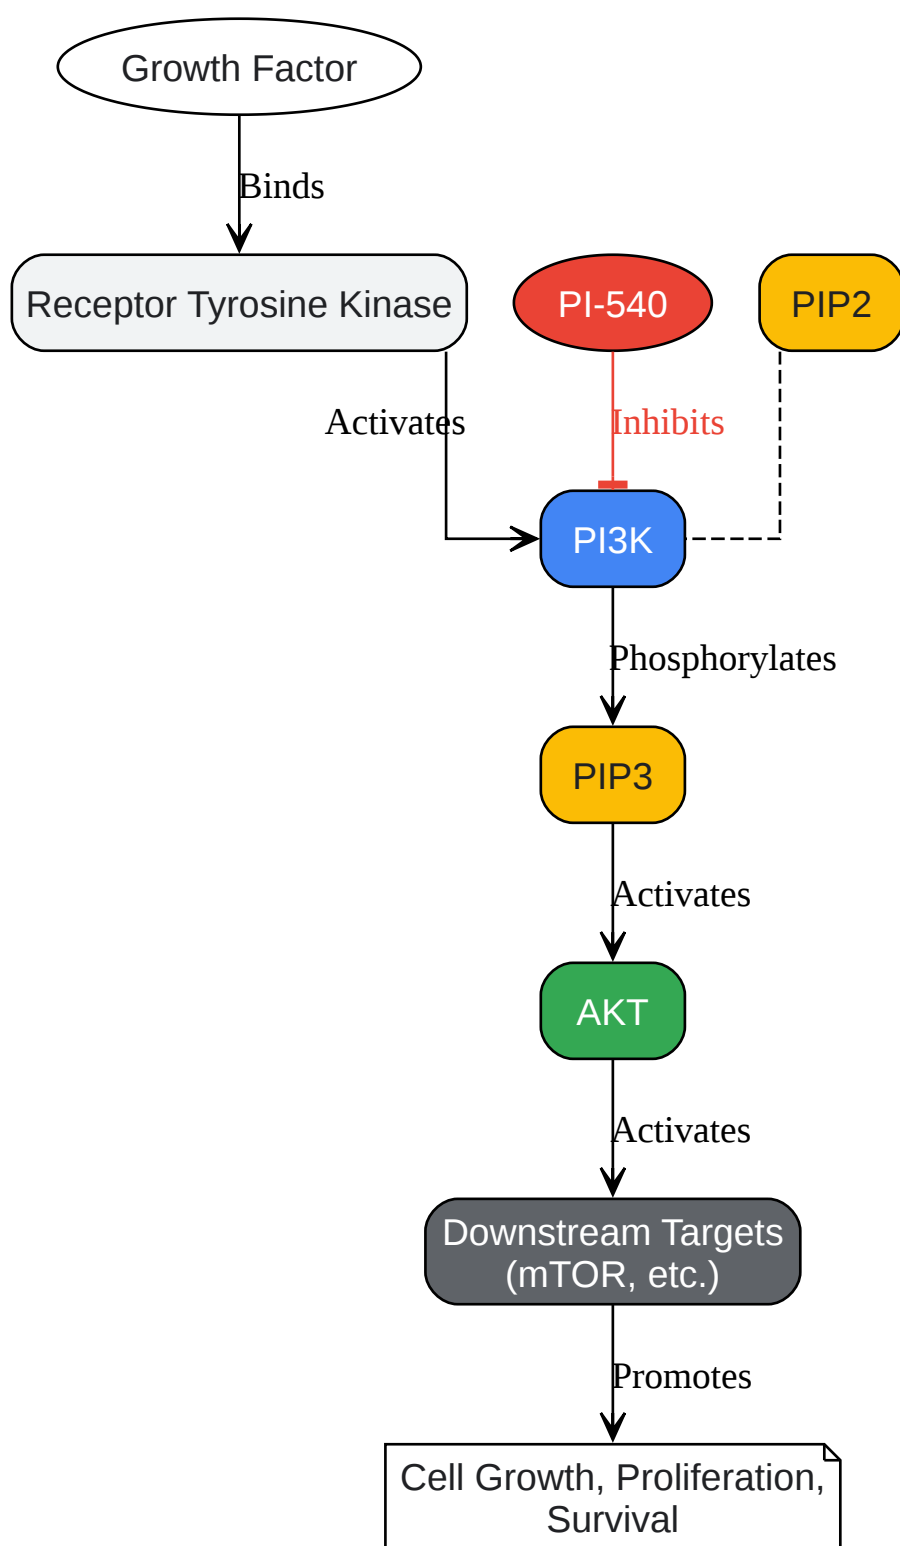 Growth Factor
Binds
Receptor Tyrosine Kinase
PI-540
PIP2
Activates
Inhibits
PI3K
Phosphorylates
PIP3
Activates
AKT
Activates
Downstream Targets
(mTOR, etc.)
Promotes
Cell Growth, Proliferation,
Survival